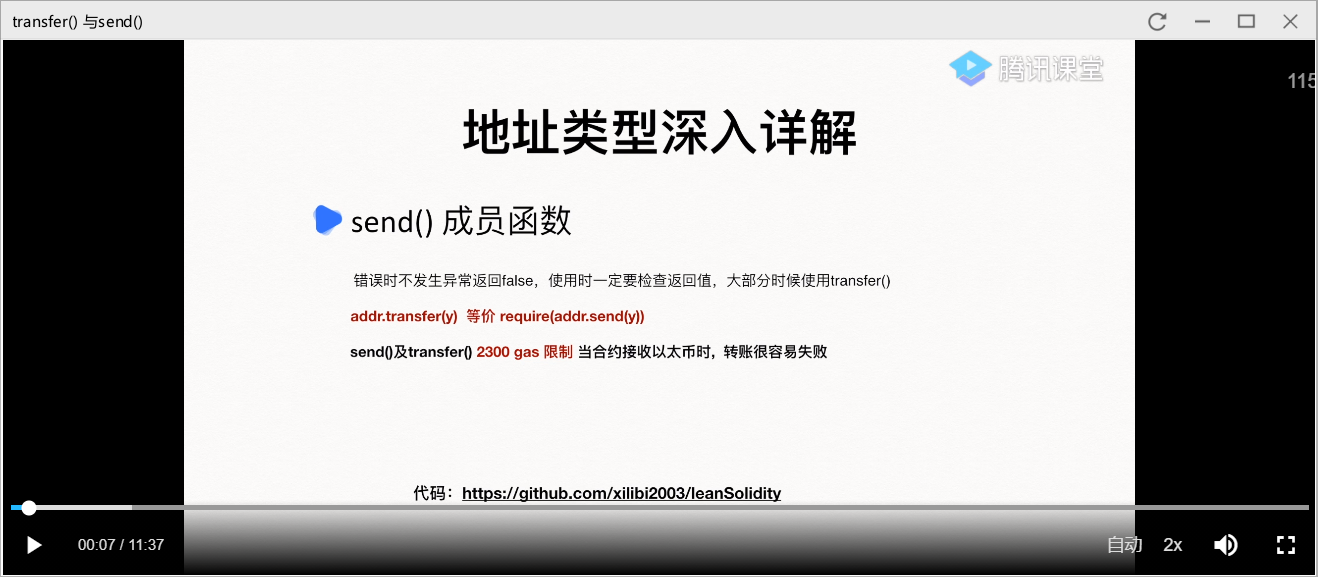 transfer() 与send()
腾讯课堂
115
地址类型深入详解
send() 成员函数
错误时不发生异常返回false，使用时一定要检查返回值，大部分时候使用transfer()
addr.transfer(y) 等价 require(addr.send(y))
send()及transfer() 2300 gas 限制 当合约接收以太币时, 转账很容易失败
代码：https://github.com/xilibi2003/leanSolidity
00:07 / 11:37
自动
2x